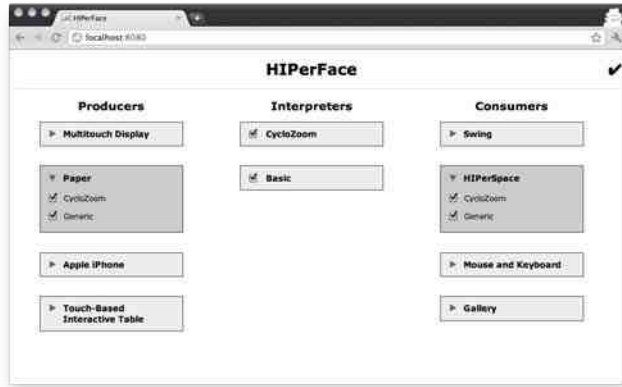 HIPerFace
localhost:8080
HIPerFace
Producers
Interpreters
Consumers
Multitouch Display
CycloZoom
Swing
Paper
CycloZoom
Generic
Basic
HIPerSpace
CycloZoom
Generic
Apple iPhone
Mouse and Keyboard
Touch-Based
Interactive Table
Gallery